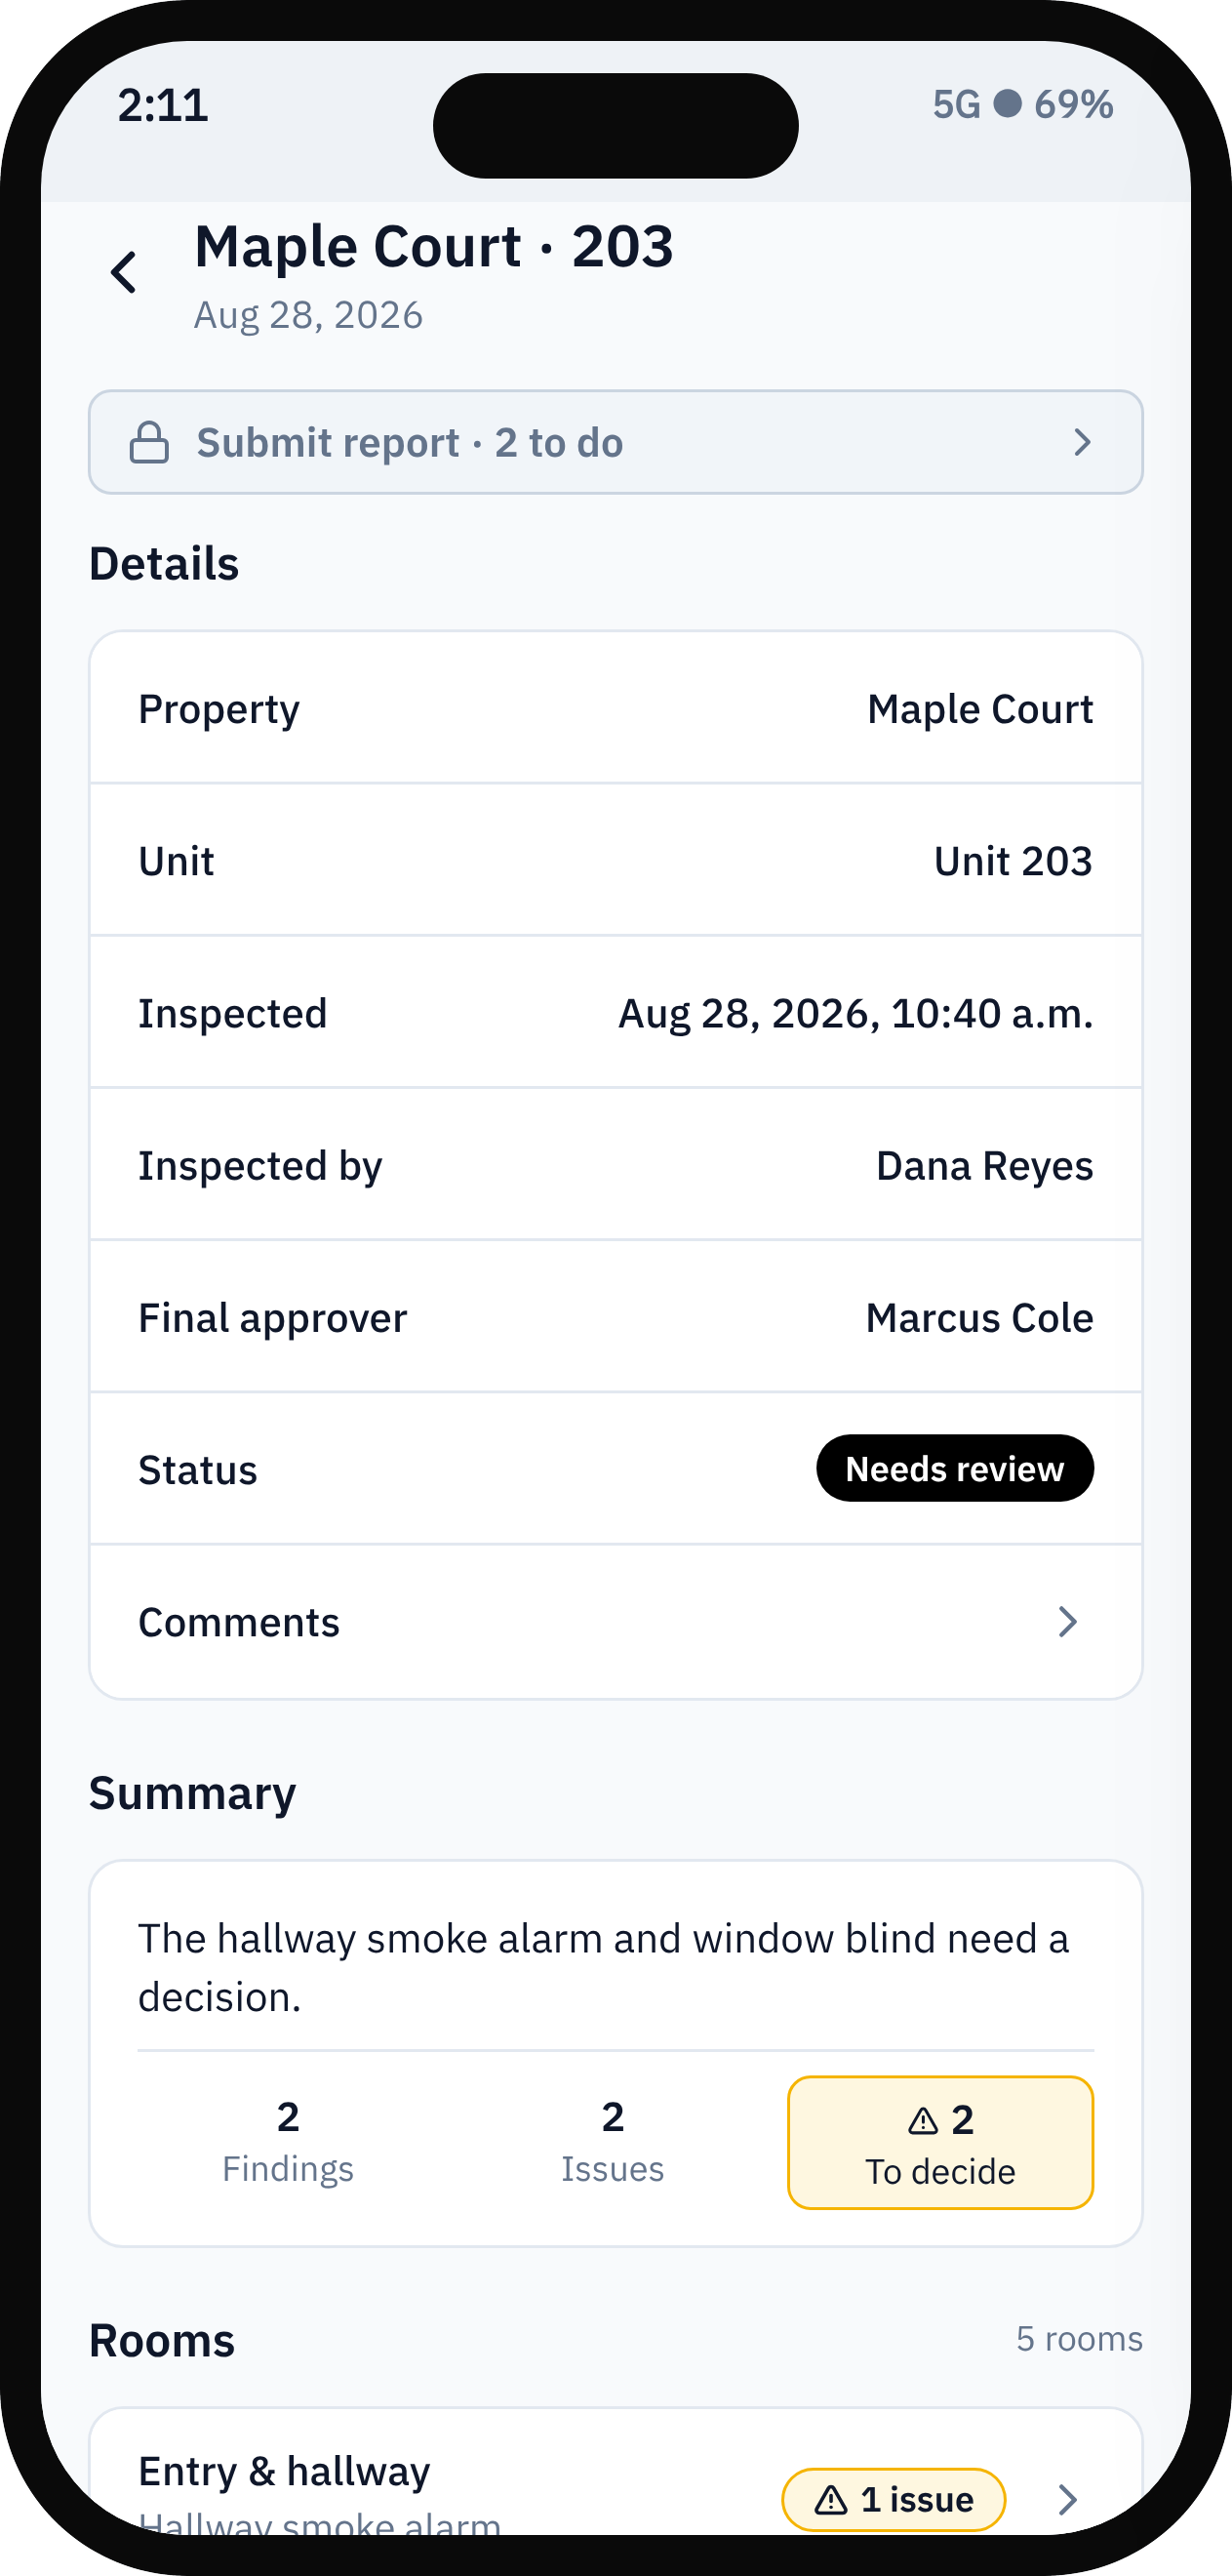 2:11
5G 69%
Maple Court · 203
Aug 28, 2026
Submit report · 2 to do
Details
Property Maple Court
Unit Unit 203
Inspected Aug 28, 2026, 10:40 a.m.
Inspected by Dana Reyes
Final approver Marcus Cole
Status Needs review
Comments
Summary
The hallway smoke alarm and window blind need a
decision.
2 2 2
Findings Issues To decide
Rooms 5 rooms
Entry & hallway 1 issue
Hallway smoke alarm